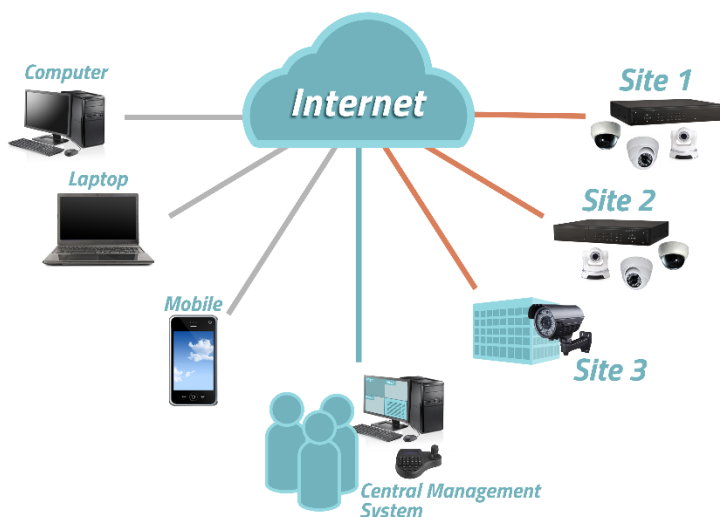 Internet
Computer
Laptop
Mobile
Central Management
System
Site 1
Site 2
Site 3